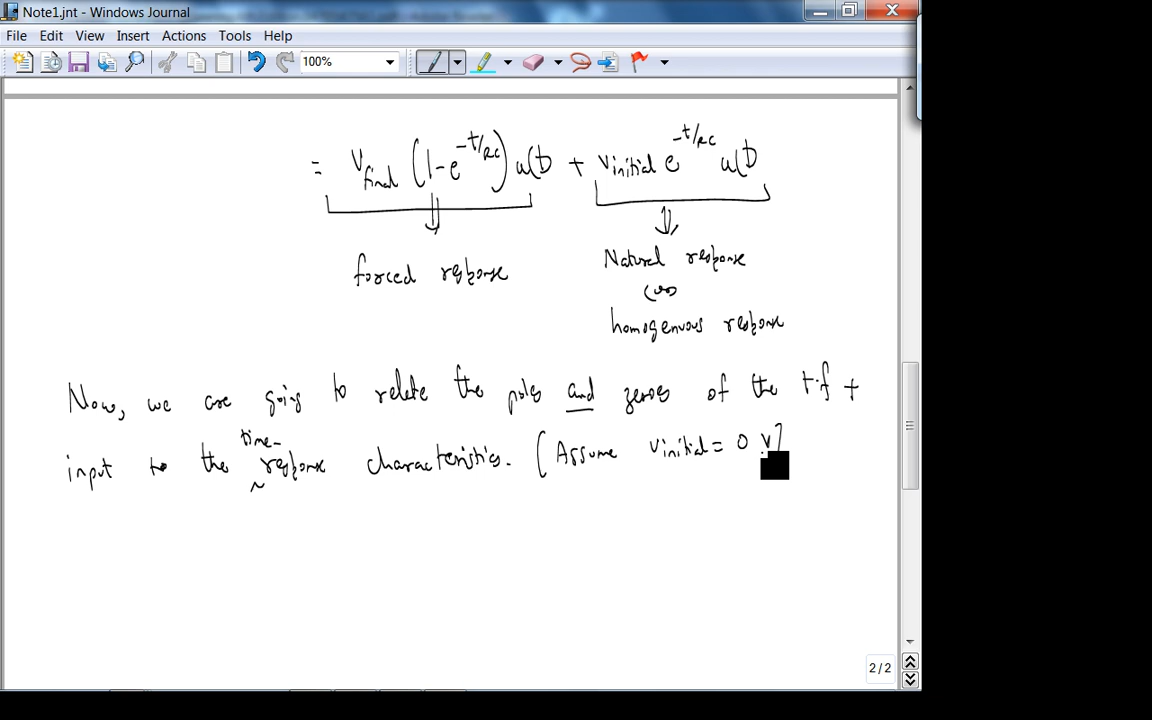 Note1.jnt - Windows Journal
File Edit View Insert Actions Tools Help
100%
= Vfinal (1-e^-t/RC) u(t) + Vinitial e^-t/RC u(t)
forced response
Natural response
(or)
homogenuous response
Now, we are going to relate the poles and zeroes of the t.f +
input to the time-response characteristics. (Assume Vinitial = 0 V]
2/2